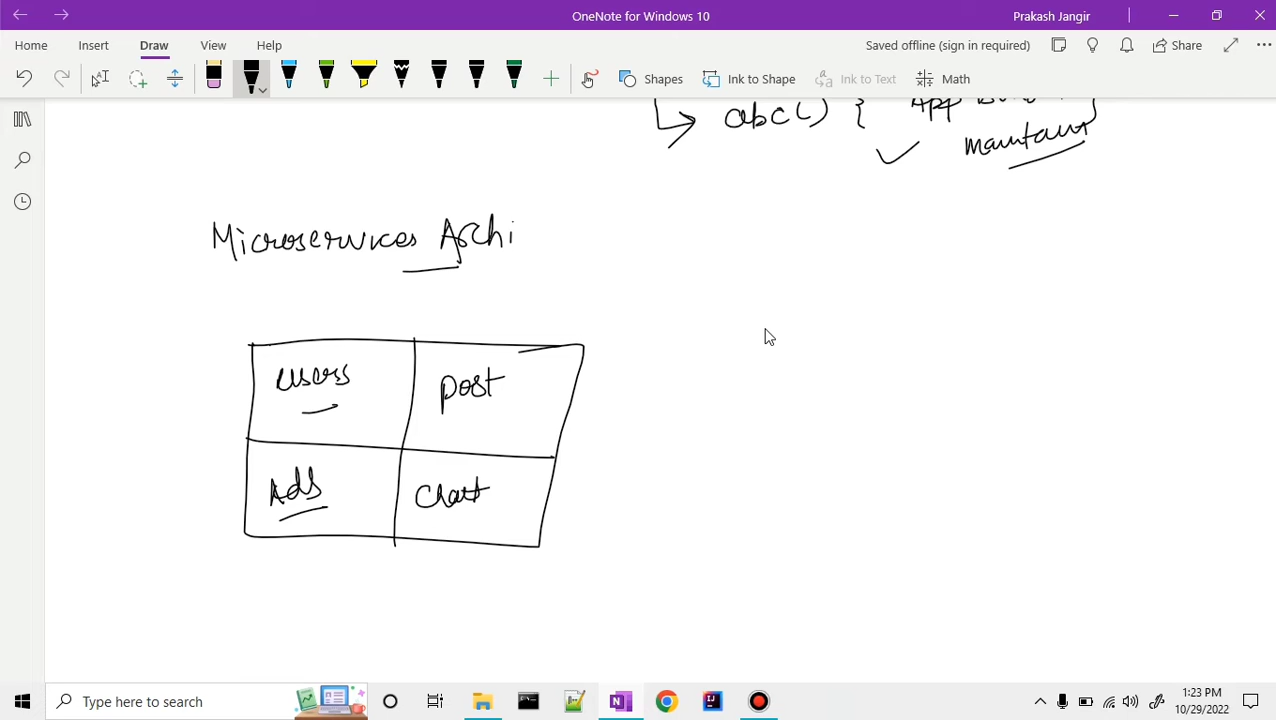 OneNote for Windows 10
Prakash Jangir
Home Insert Draw View Help
Saved offline (sign in required)
Share
Shapes
Ink to Shape
Ink to Text
Math
abc() {
App
}
maintain
Microservices Archi
users
post
Ads
Chatt
Type here to search
1:23 PM
10/29/2022